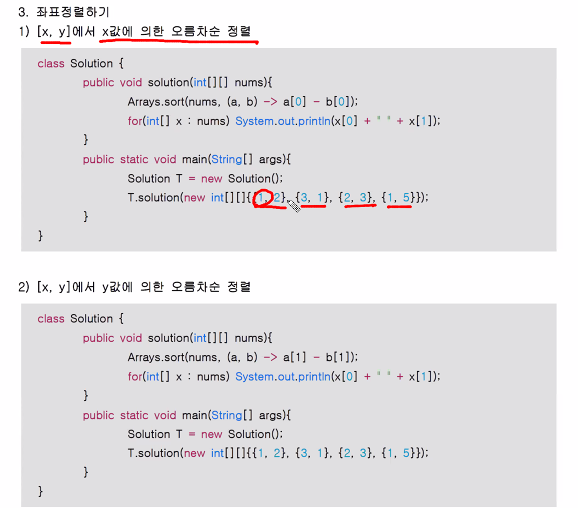 3. 좌표정렬하기
1) [x, y]에서 x값에 의한 오름차순 정렬
class Solution {
public void solution(int[][] nums){
Arrays.sort(nums, (a, b) -> a[0] - b[0]);
for(int[] x : nums) System.out.println(x[0] + " " + x[1]);
}
public static void main(String[] args){
Solution T = new Solution();
T.solution(new int[][]{{1, 2}, {3, 1}, {2, 3}, {1, 5}});
}
}
2) [x, y]에서 y값에 의한 오름차순 정렬
class Solution {
public void solution(int[][] nums){
Arrays.sort(nums, (a, b) -> a[1] - b[1]);
for(int[] x : nums) System.out.println(x[0] + " " + x[1]);
}
public static void main(String[] args){
Solution T = new Solution();
T.solution(new int[][]{{1, 2}, {3, 1}, {2, 3}, {1, 5}});
}
}